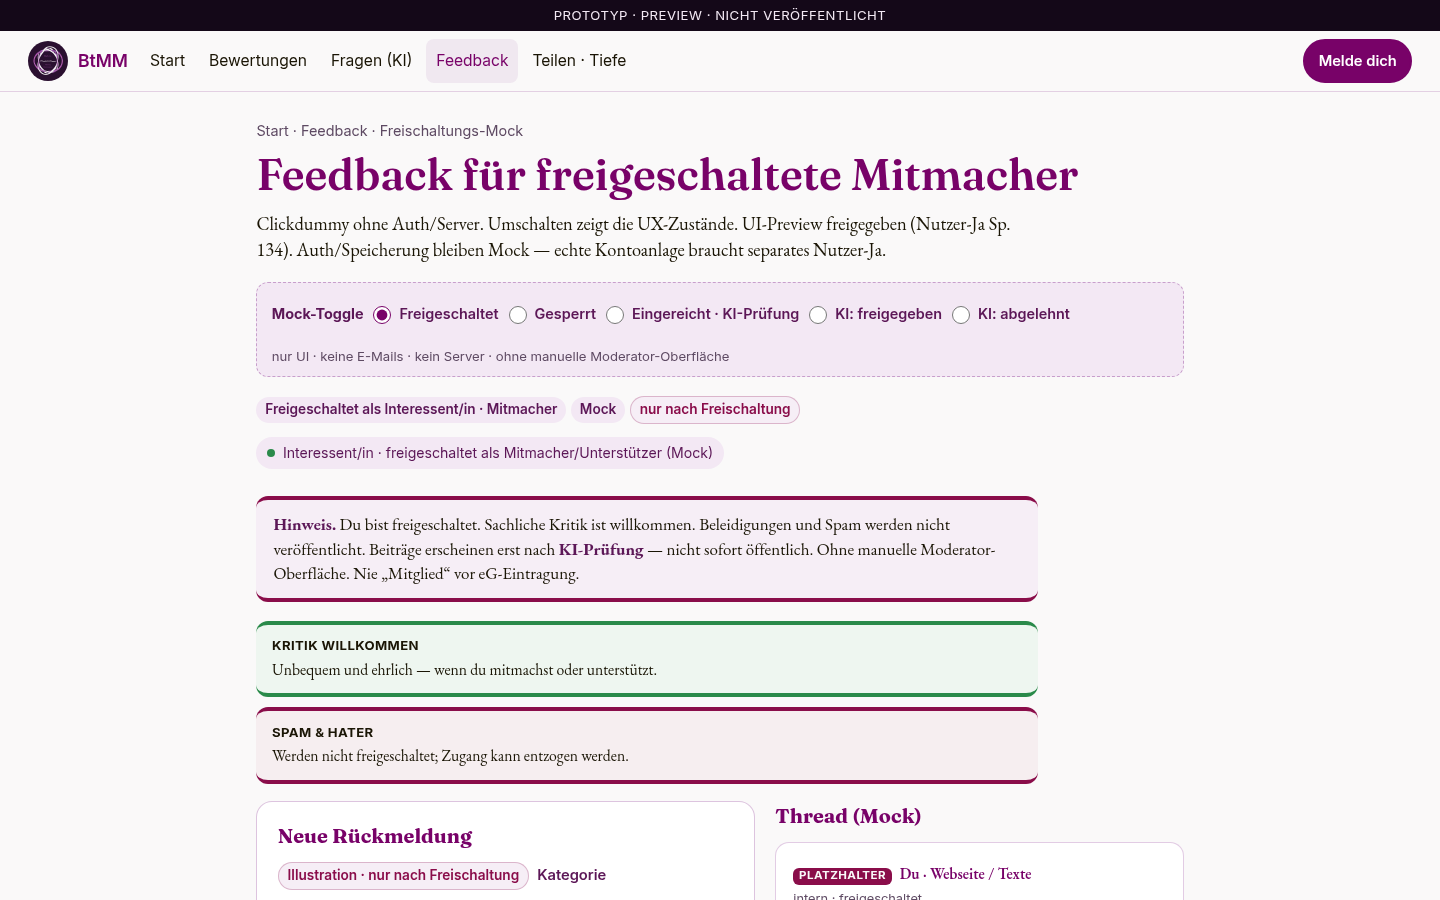 PROTOTYP · PREVIEW · NICHT VERÖFFENTLICHT
BtMM Start Bewertungen Fragen (KI) Feedback Teilen · Tiefe Melde dich
Start · Feedback · Freischaltungs-Mock
Feedback für freigeschaltete Mitmacher
Clickdummy ohne Auth/Server. Umschalten zeigt die UX-Zustände. UI-Preview freigegeben (Nutzer-Ja Sp.
134). Auth/Speicherung bleiben Mock — echte Kontoanlage braucht separates Nutzer-Ja.
Mock-Toggle Freigeschaltet Gesperrt Eingereicht · KI-Prüfung KI: freigegeben KI: abgelehnt
nur UI · keine E-Mails · kein Server · ohne manuelle Moderator-Oberfläche
Freigeschaltet als Interessent/in · Mitmacher Mock nur nach Freischaltung
Interessent/in · freigeschaltet als Mitmacher/Unterstützer (Mock)
Hinweis. Du bist freigeschaltet. Sachliche Kritik ist willkommen. Beleidigungen und Spam werden nicht
veröffentlicht. Beiträge erscheinen erst nach KI-Prüfung — nicht sofort öffentlich. Ohne manuelle Moderator-
Oberfläche. Nie „Mitglied“ vor eG-Eintragung.
KRITIK WILLKOMMEN
Unbequem und ehrlich — wenn du mitmachst oder unterstützt.
SPAM & HATER
Werden nicht freigeschaltet; Zugang kann entzogen werden.
Neue Rückmeldung
Illustration · nur nach Freischaltung Kategorie
Thread (Mock)
PLATZHALTER Du · Webseite / Texte
intern · freigeschaltet